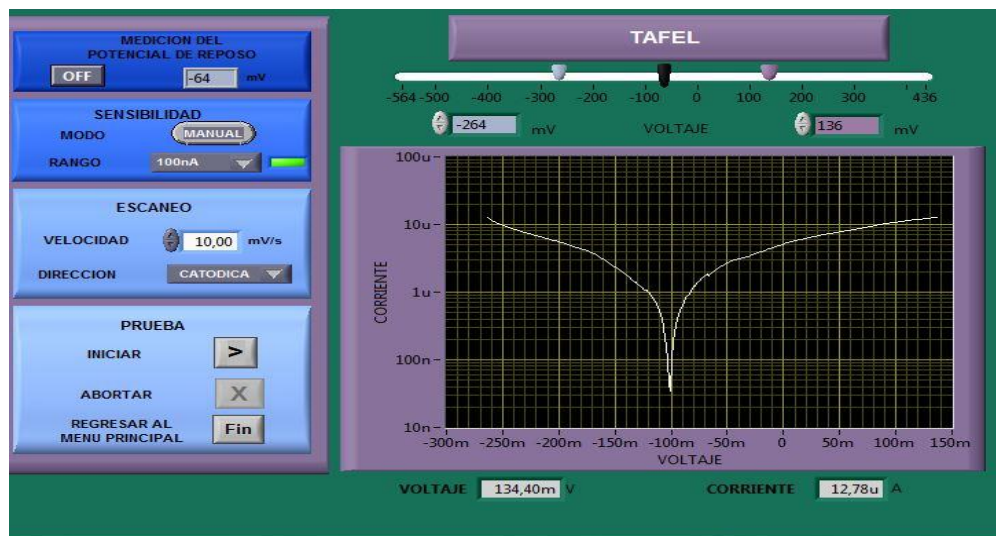 MEDICION DEL
POTENCIAL DE REPOSO
OFF -64 mV
SENSIBILIDAD
MODO MANUAL
RANGO 100nA
ESCANEO
VELOCIDAD 10,00 mV/s
DIRECCION CATODICA
PRUEBA
INICIAR >
ABORTAR X
REGRESAR AL
MENU PRINCIPAL Fin
TAFEL
-564 -500 -400 -300 -200 -100 0 100 200 300 436
-264 mV VOLTAJE 136 mV
100u
10u
1u
100n
10n
CORRIENTE
-300m -250m -200m -150m -100m -50m 0 50m 100m 150m
VOLTAJE
VOLTAJE 134,40m V CORRIENTE 12,78u A